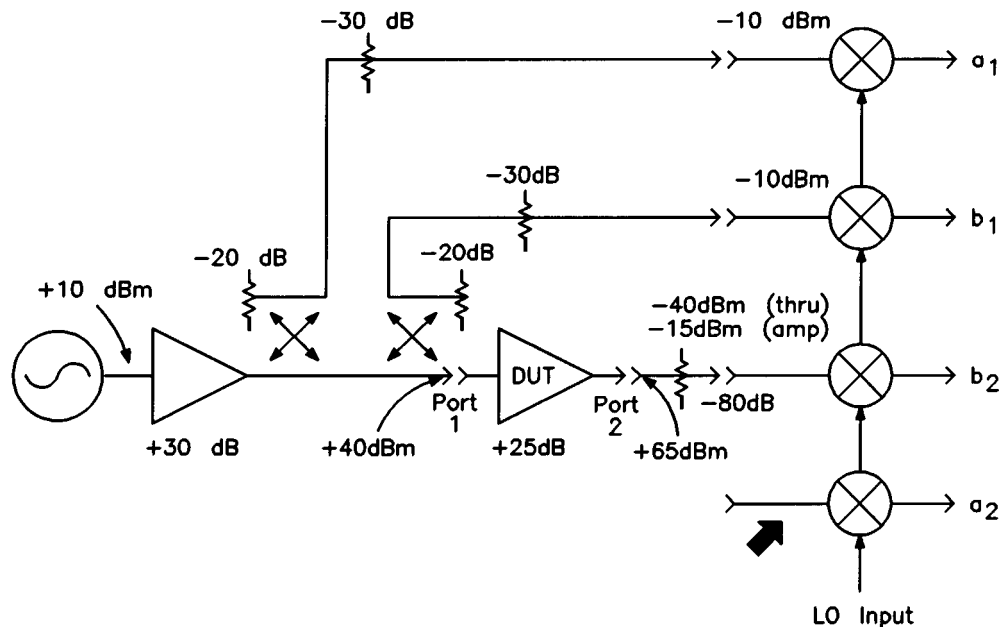 -30 dB
-10 dBm
a1
-30dB
-10dBm
b1
-20 dB
-20dB
+10 dBm
-40dBm (thru)
-15dBm (amp)
DUT
b2
Port 1
Port 2
-80dB
+30 dB
+40dBm
+25dB
+65dBm
a2
LO Input